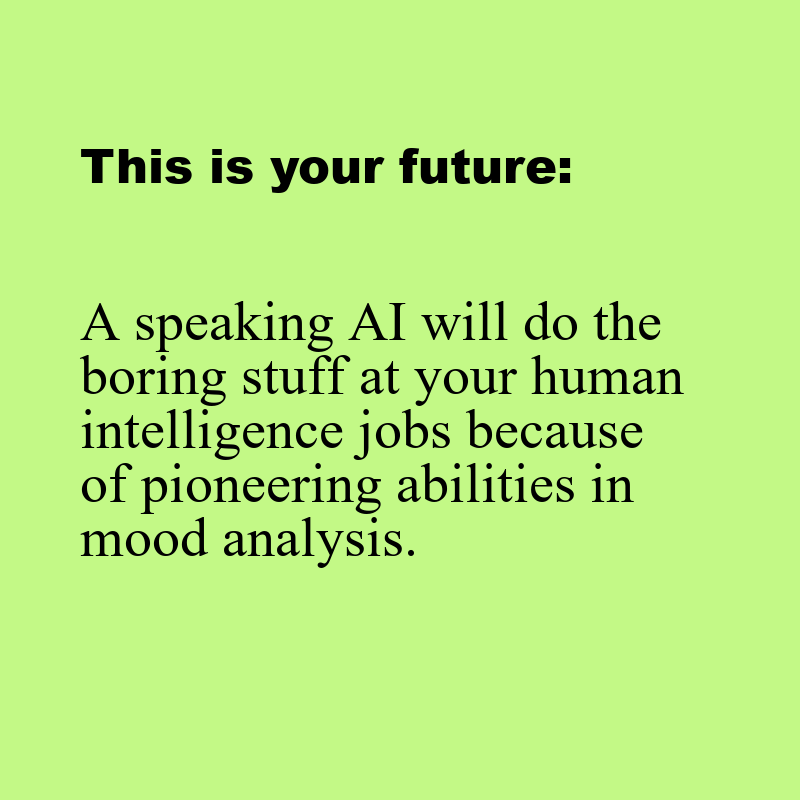 This is your future:
A speaking AI will do the
boring stuff at your human
intelligence jobs because
of pioneering abilities in
mood analysis.